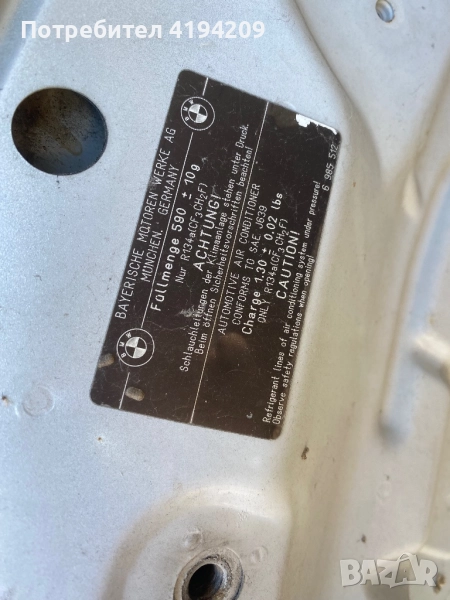 Потребител 4194209
BAYERISCHE MOTOREN WERKE AG
MÜNCHEN, GERMANY
Füllmenge 590 ± 10g
Nur R134a(CF3CH2F)
ACHTUNG!
Schlauchleitungen der Klimaanlage stehen unter Druck.
Beim öffnen Sicherheitsvorschriften beachten!
AUTOMOTIVE AIR CONDITIONER
CONFORMS TO SAE J639
Charge 1.30 ± 0.02 lbs
ONLY R134a(CF3CH2F)
CAUTION!
Refrigerant lines of air conditioning system under pressure!
Observe safety regulations when opening!
6 985 512
BAZAR